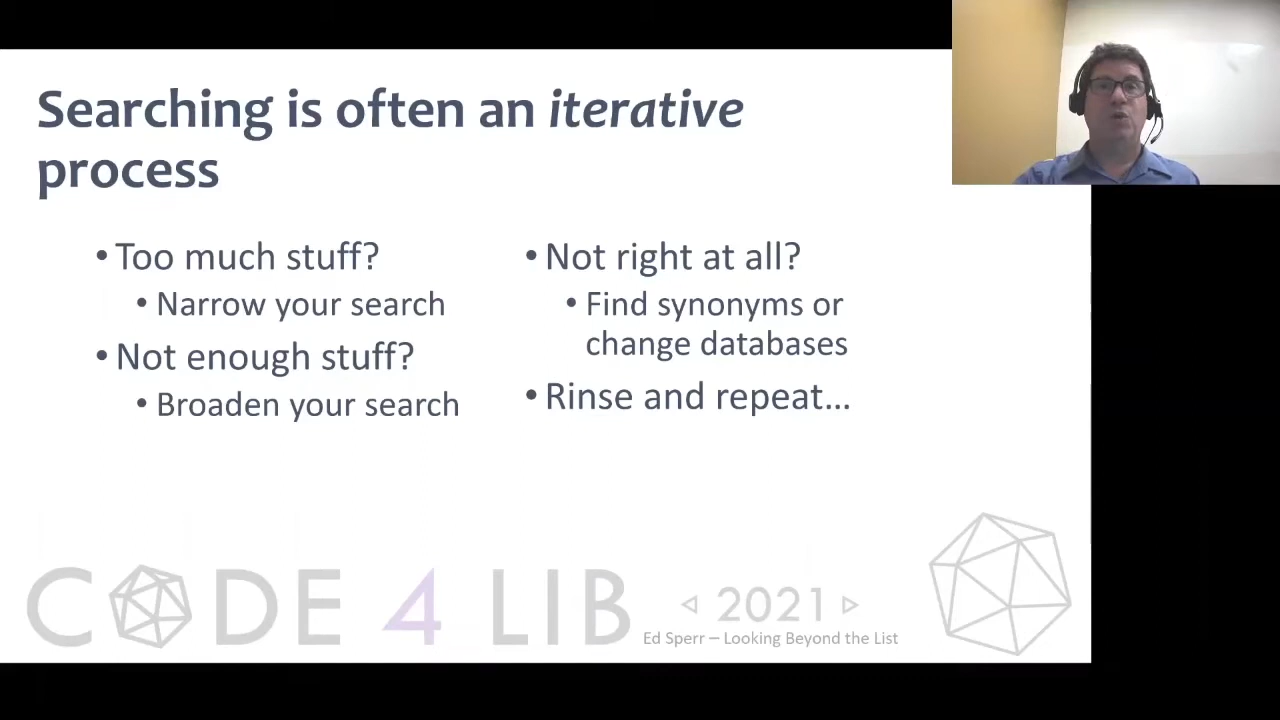 Searching is often an iterative
process
• Too much stuff?
• Narrow your search
• Not enough stuff?
• Broaden your search
• Not right at all?
• Find synonyms or
change databases
• Rinse and repeat...
CODE 4 LIB
2021
Ed Sperr – Looking Beyond the List